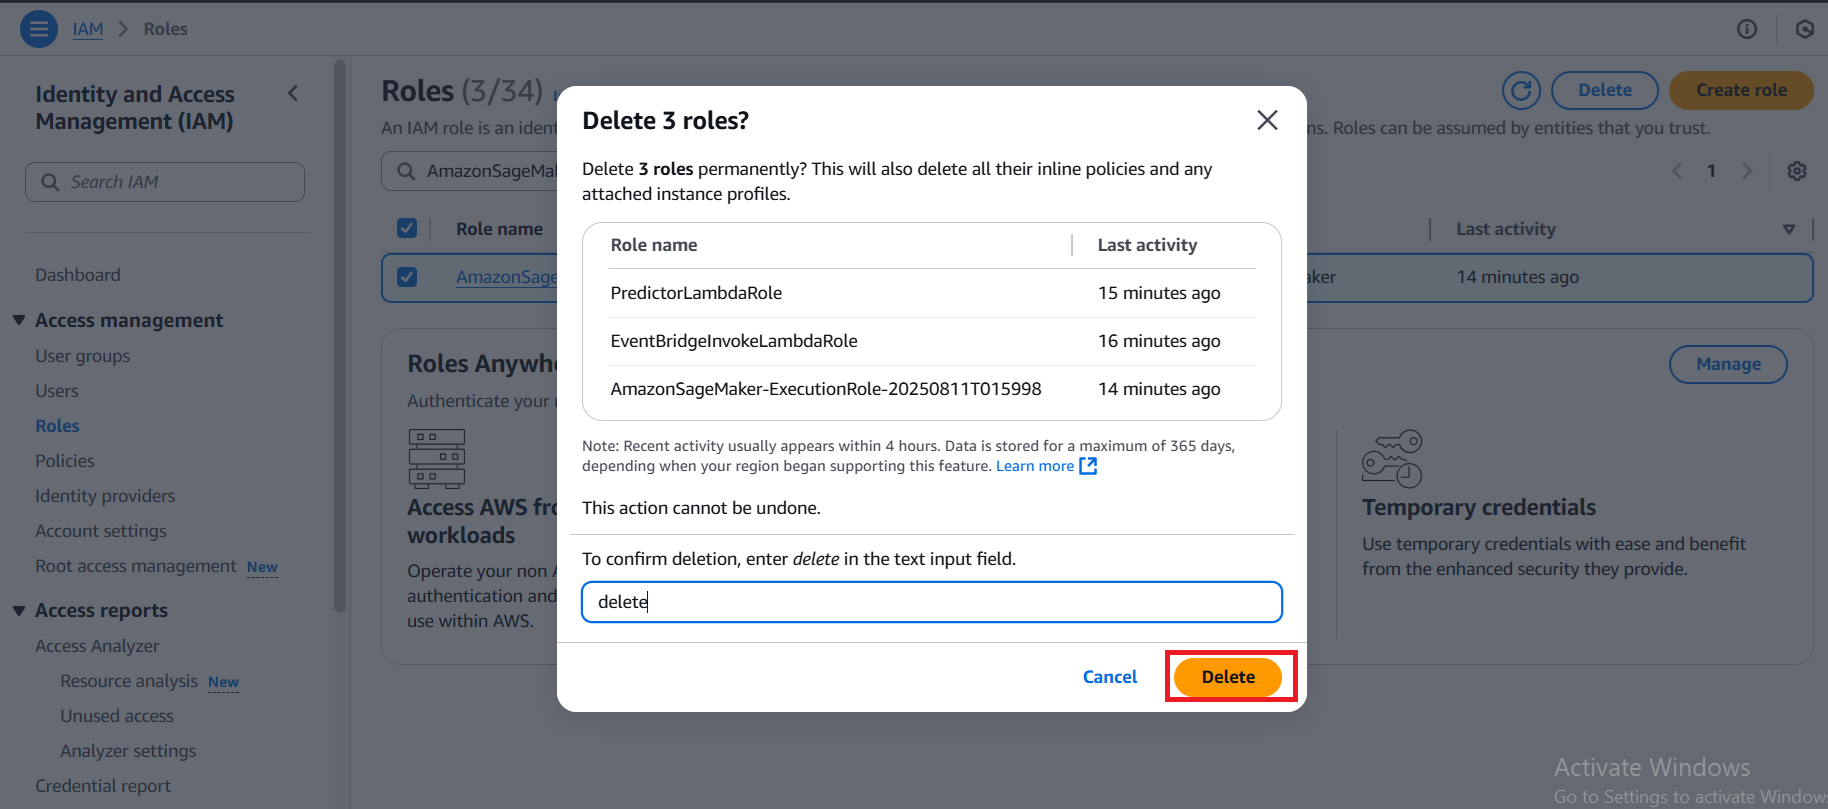 IAM > Roles
Identity and Access
Management (IAM)
Search IAM
Dashboard
Access management
User groups
Users
Roles
Policies
Identity providers
Account settings
Root access management New
Access reports
Access Analyzer
Resource analysis New
Unused access
Analyzer settings
Credential report
Roles (3/34)
Delete
Create role
An IAM role is an
ns. Roles can be assumed by entities that you trust.
AmazonSageMa
1
Role name
Last activity
AmazonSage
aker
14 minutes ago
Roles
Manage
Authenticate your
Access AWS
workloads
Operate your non
authentication and
use within AWS.
Temporary credentials
Use temporary credentials with ease and benefit
from the enhanced security they provide.
Delete 3 roles?
Delete 3 roles permanently? This will also delete all their inline policies and any
attached instance profiles.
Role name Last activity
PredictorLambdaRole 15 minutes ago
EventBridgeInvokeLambdaRole 16 minutes ago
AmazonSageMaker-ExecutionRole-20250811T015998 14 minutes ago
Note: Recent activity usually appears within 4 hours. Data is stored for a maximum of 365 days,
depending when your region began supporting this feature. Learn more
This action cannot be undone.
To confirm deletion, enter delete in the text input field.
delete
Cancel
Delete
Activate Windows
Go to Settings to activate Windows